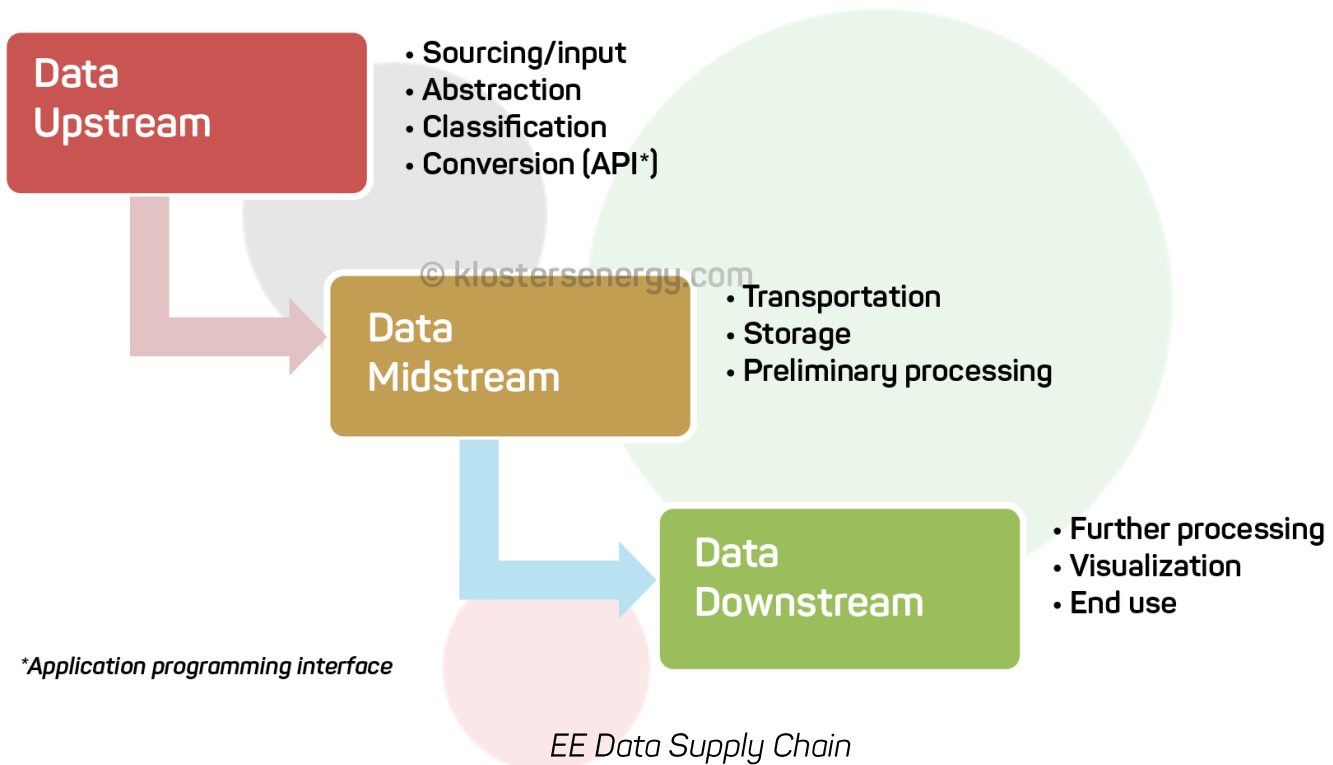 Data
Upstream
• Sourcing/input
• Abstraction
• Classification
• Conversion (API*)
© klostersenergy.com
Data
Midstream
• Transportation
• Storage
• Preliminary processing
Data
Downstream
• Further processing
• Visualization
• End use
*Application programming interface
EE Data Supply Chain